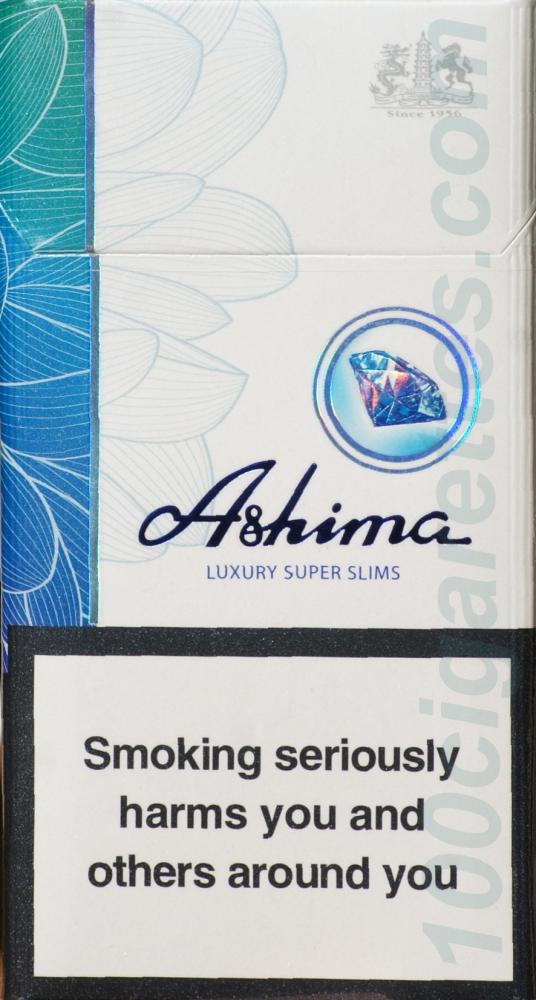 Since 1956
Ashima
LUXURY SUPER SLIMS
Smoking seriously
harms you and
others around you
100cigarettes.com